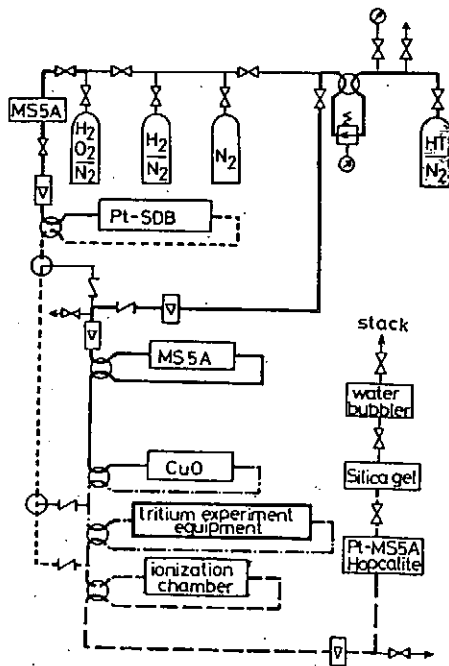 MS5A
H2
O2
N2
H2
N2
N2
HT
N2
Pt-SDB
MS5A
stack
water
bubbler
CuO
Silica gel
tritium experiment
equipment
Pt-MS5A
Hopcalite
ionization
chamber